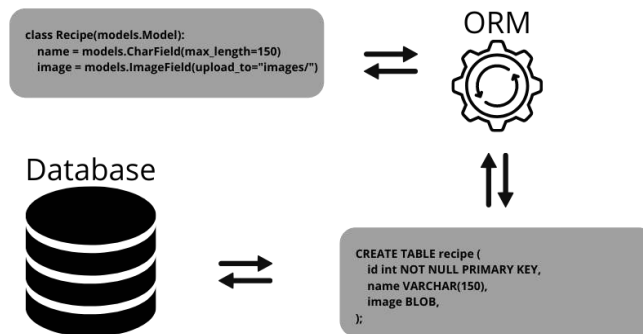 class Recipe(models.Model):
name = models.CharField(max_length=150)
image = models.ImageField(upload_to="images/")
ORM
Database
CREATE TABLE recipe (
id int NOT NULL PRIMARY KEY,
name VARCHAR(150),
image BLOB,
);